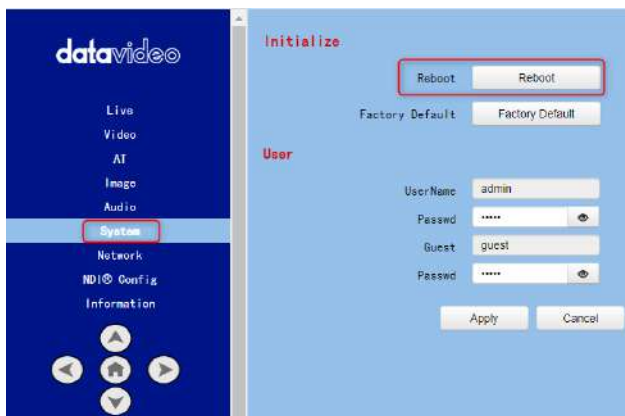 datavideo
Live
Video
AT
Image
Audio
System
Network
NDI® Config
Information
Initialize
Reboot Reboot
Factory Default Factory Default
User
UserName admin
Passwd •••••
Guest guest
Passwd •••••
Apply Cancel